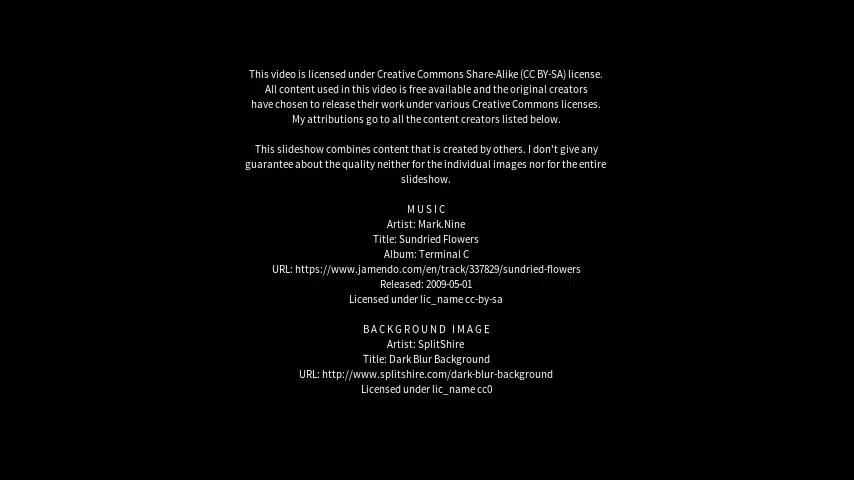 This video is licensed under Creative Commons Share-Alike (CC BY-SA) license.
All content used in this video is free available and the original creators
have chosen to release their work under various Creative Commons licenses.
My attributions go to all the content creators listed below.
This slideshow combines content that is created by others. I don't give any
guarantee about the quality neither for the individual images nor for the entire
slideshow.
MUSIC
Artist: Mark.Nine
Title: Sundried Flowers
Album: Terminal C
URL: https://www.jamendo.com/en/track/337829/sundried-flowers
Released: 2009-05-01
Licensed under lic_name cc-by-sa
BACKGROUND IMAGE
Artist: SplitShire
Title: Dark Blur Background
URL: http://www.splitshire.com/dark-blur-background
Licensed under lic_name cc0